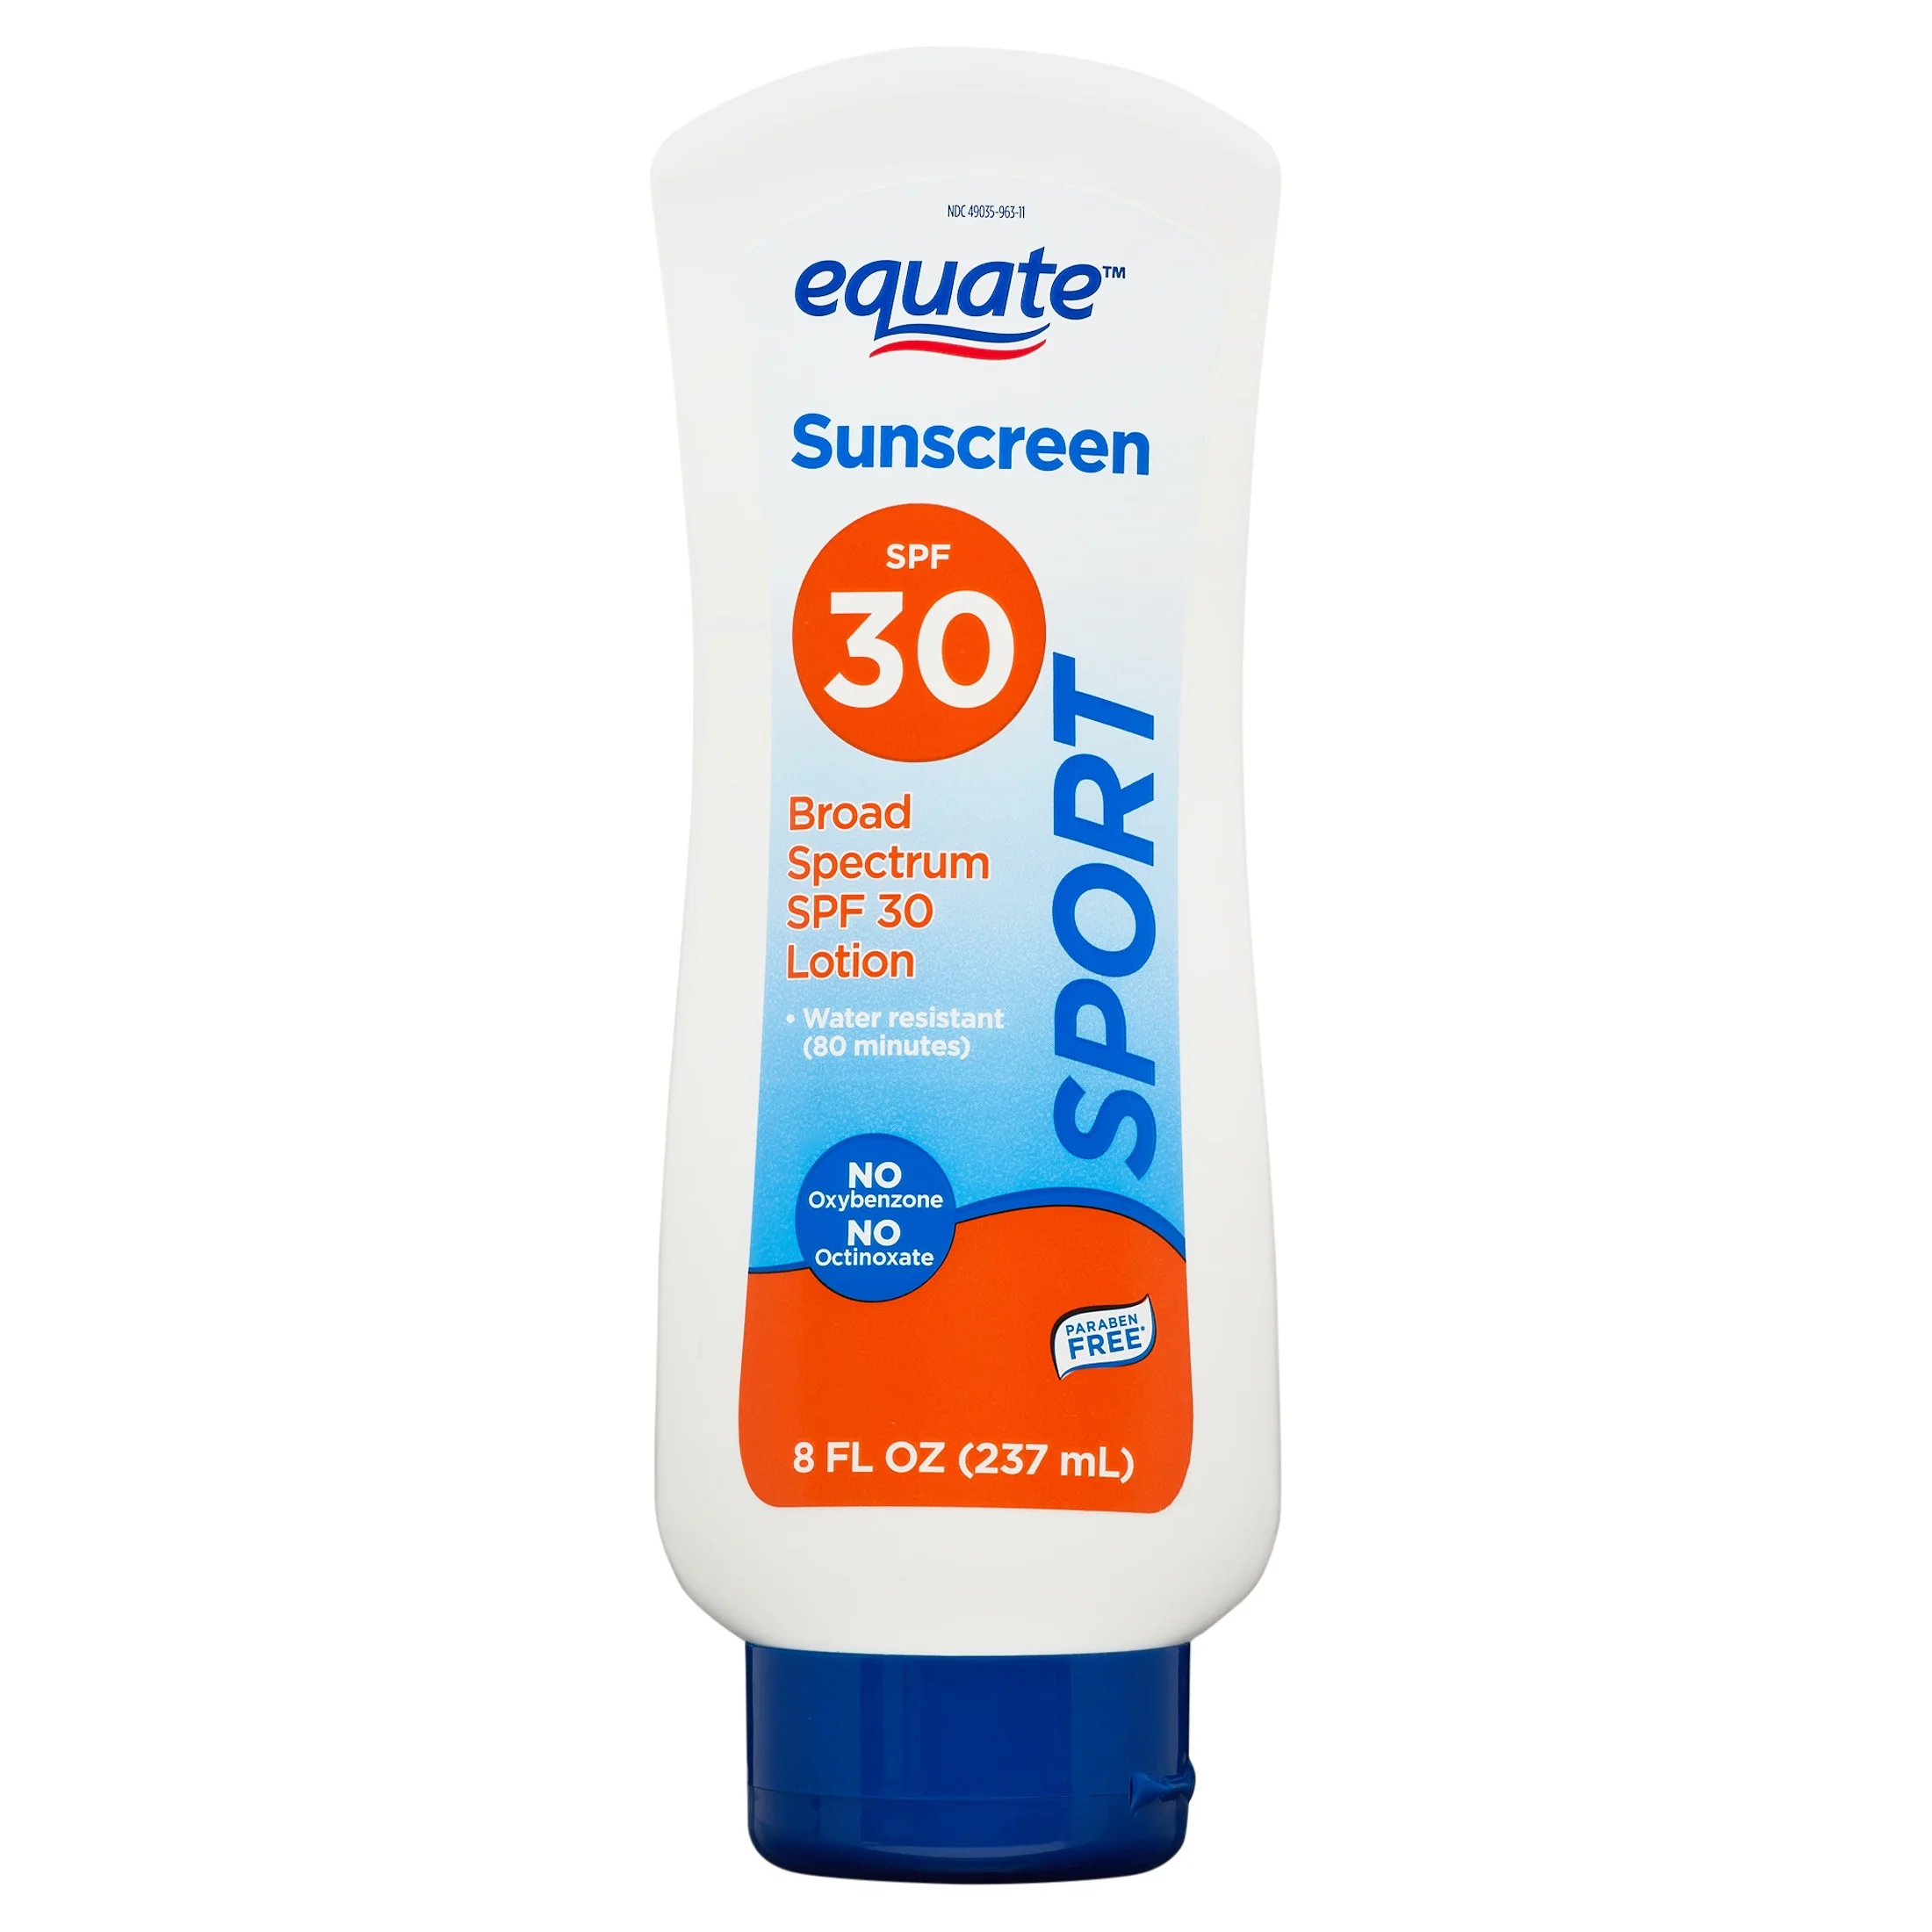 NDC 49035-963-11
equate™
Sunscreen
SPF
30
SPORT
Broad
Spectrum
SPF 30
Lotion
• Water resistant
(80 minutes)
NO
Oxybenzone
NO
Octinoxate
PARABEN
FREE*
8 FL OZ (237 mL)